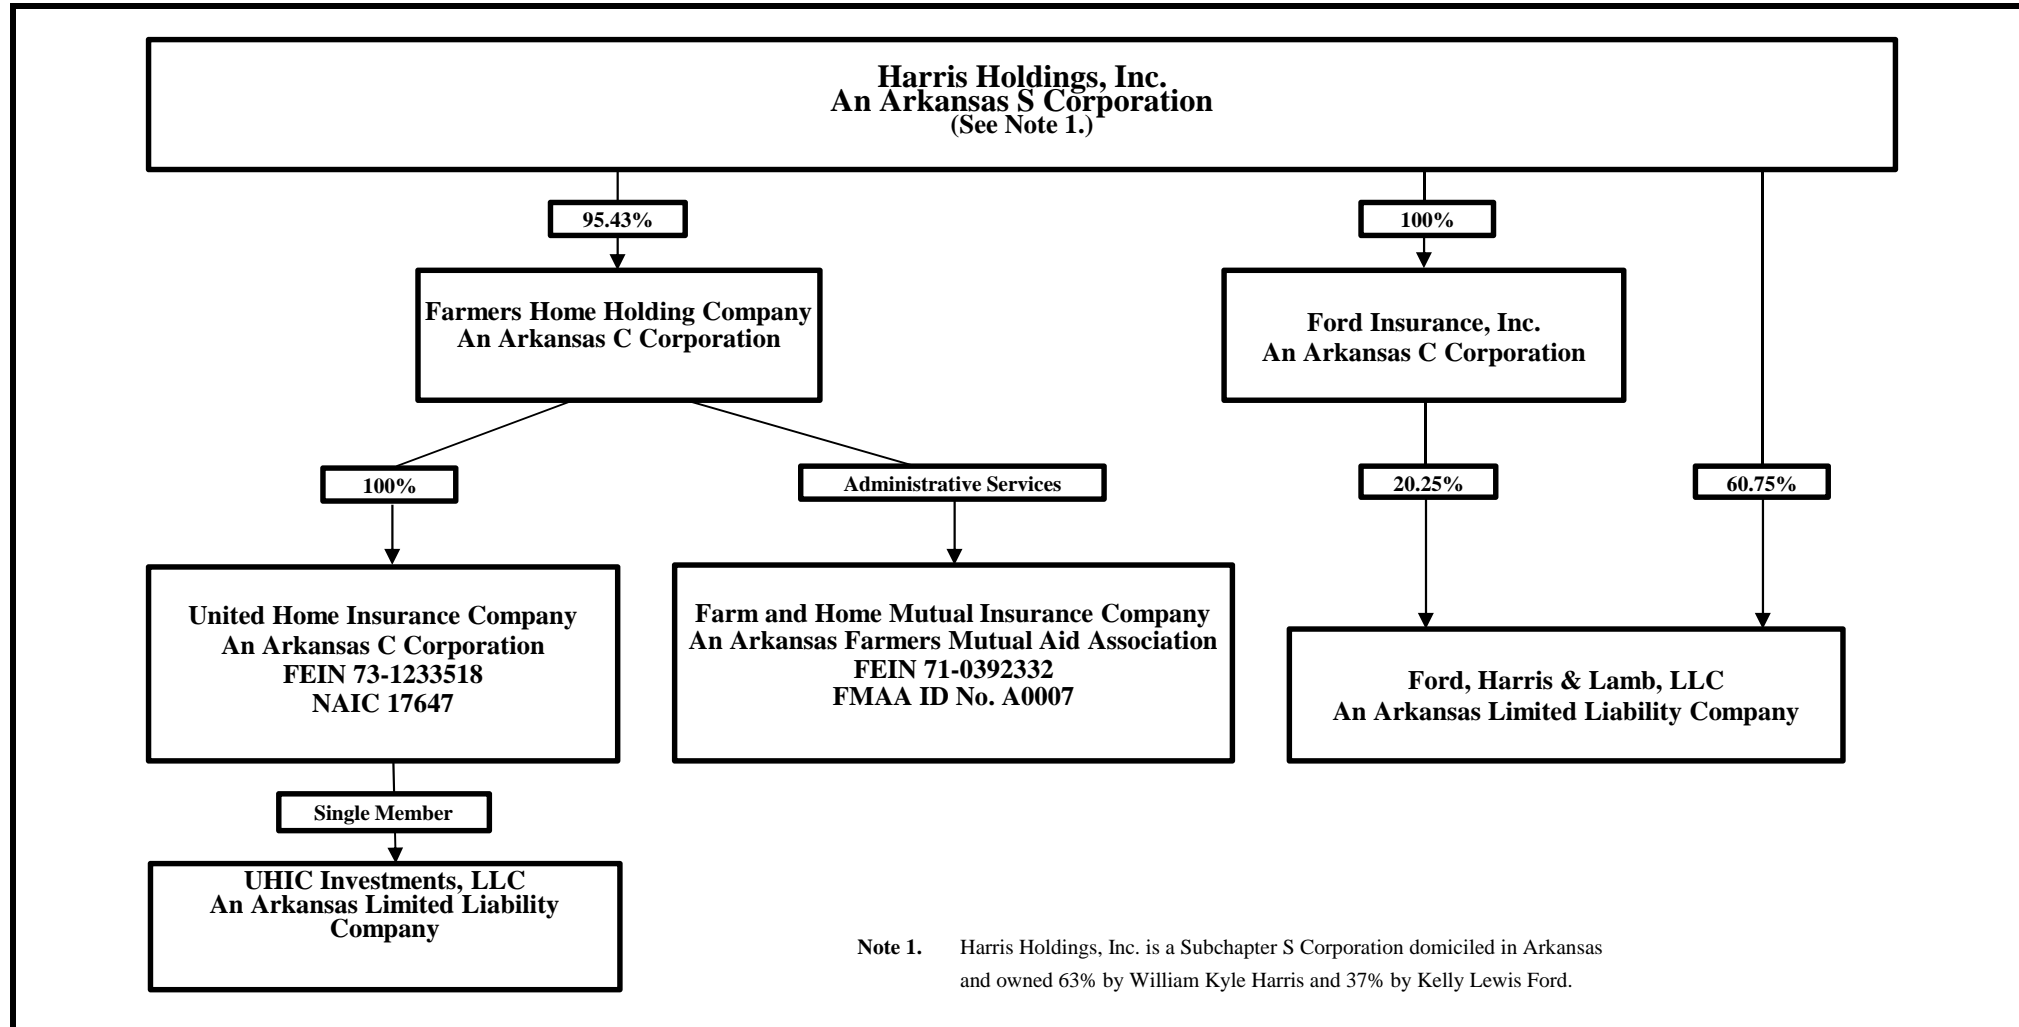 Harris Holdings, Inc.
An Arkansas S Corporation
(See Note 1.)
95.43%
100%
Farmers Home Holding Company
An Arkansas C Corporation
Ford Insurance, Inc.
An Arkansas C Corporation
100%
Administrative Services
20.25%
60.75%
United Home Insurance Company
An Arkansas C Corporation
FEIN 73-1233518
NAIC 17647
Farm and Home Mutual Insurance Company
An Arkansas Farmers Mutual Aid Association
FEIN 71-0392332
FMAA ID No. A0007
Ford, Harris & Lamb, LLC
An Arkansas Limited Liability Company
Single Member
UHIC Investments, LLC
An Arkansas Limited Liability
Company
Note 1. Harris Holdings, Inc. is a Subchapter S Corporation domiciled in Arkansas
and owned 63% by William Kyle Harris and 37% by Kelly Lewis Ford.